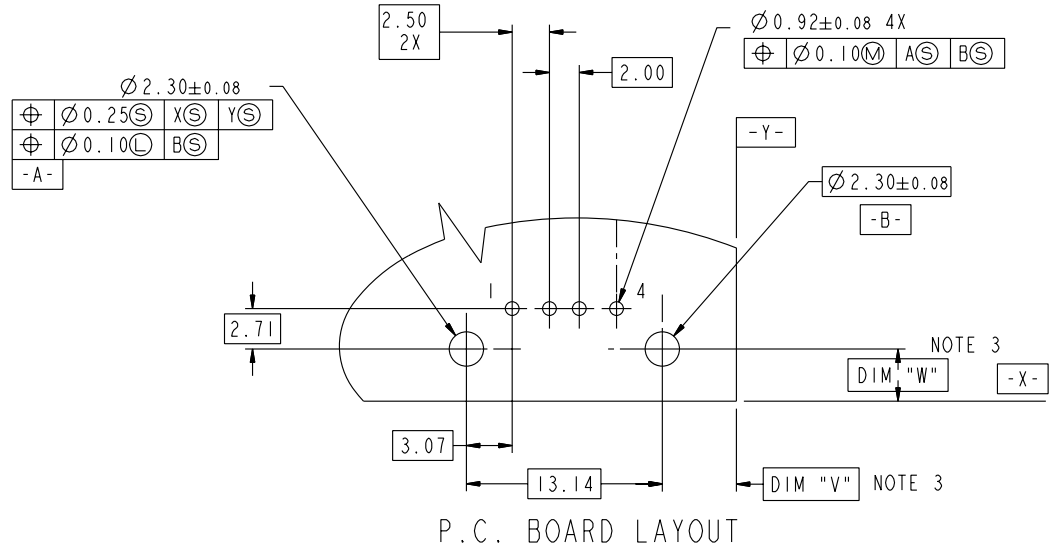 2.50
2X
Ø0.92±0.08 4X
⌖ Ø0.10Ⓜ AⓈ BⓈ
2.00
Ø2.30±0.08
⌖ Ø0.25Ⓢ XⓈ YⓈ
⌖ Ø0.10Ⓛ BⓈ
-A-
-Y-
Ø2.30±0.08
-B-
1
4
2.71
NOTE 3
DIM "W"
-X-
3.07
13.14
DIM "V" NOTE 3
P.C. BOARD LAYOUT